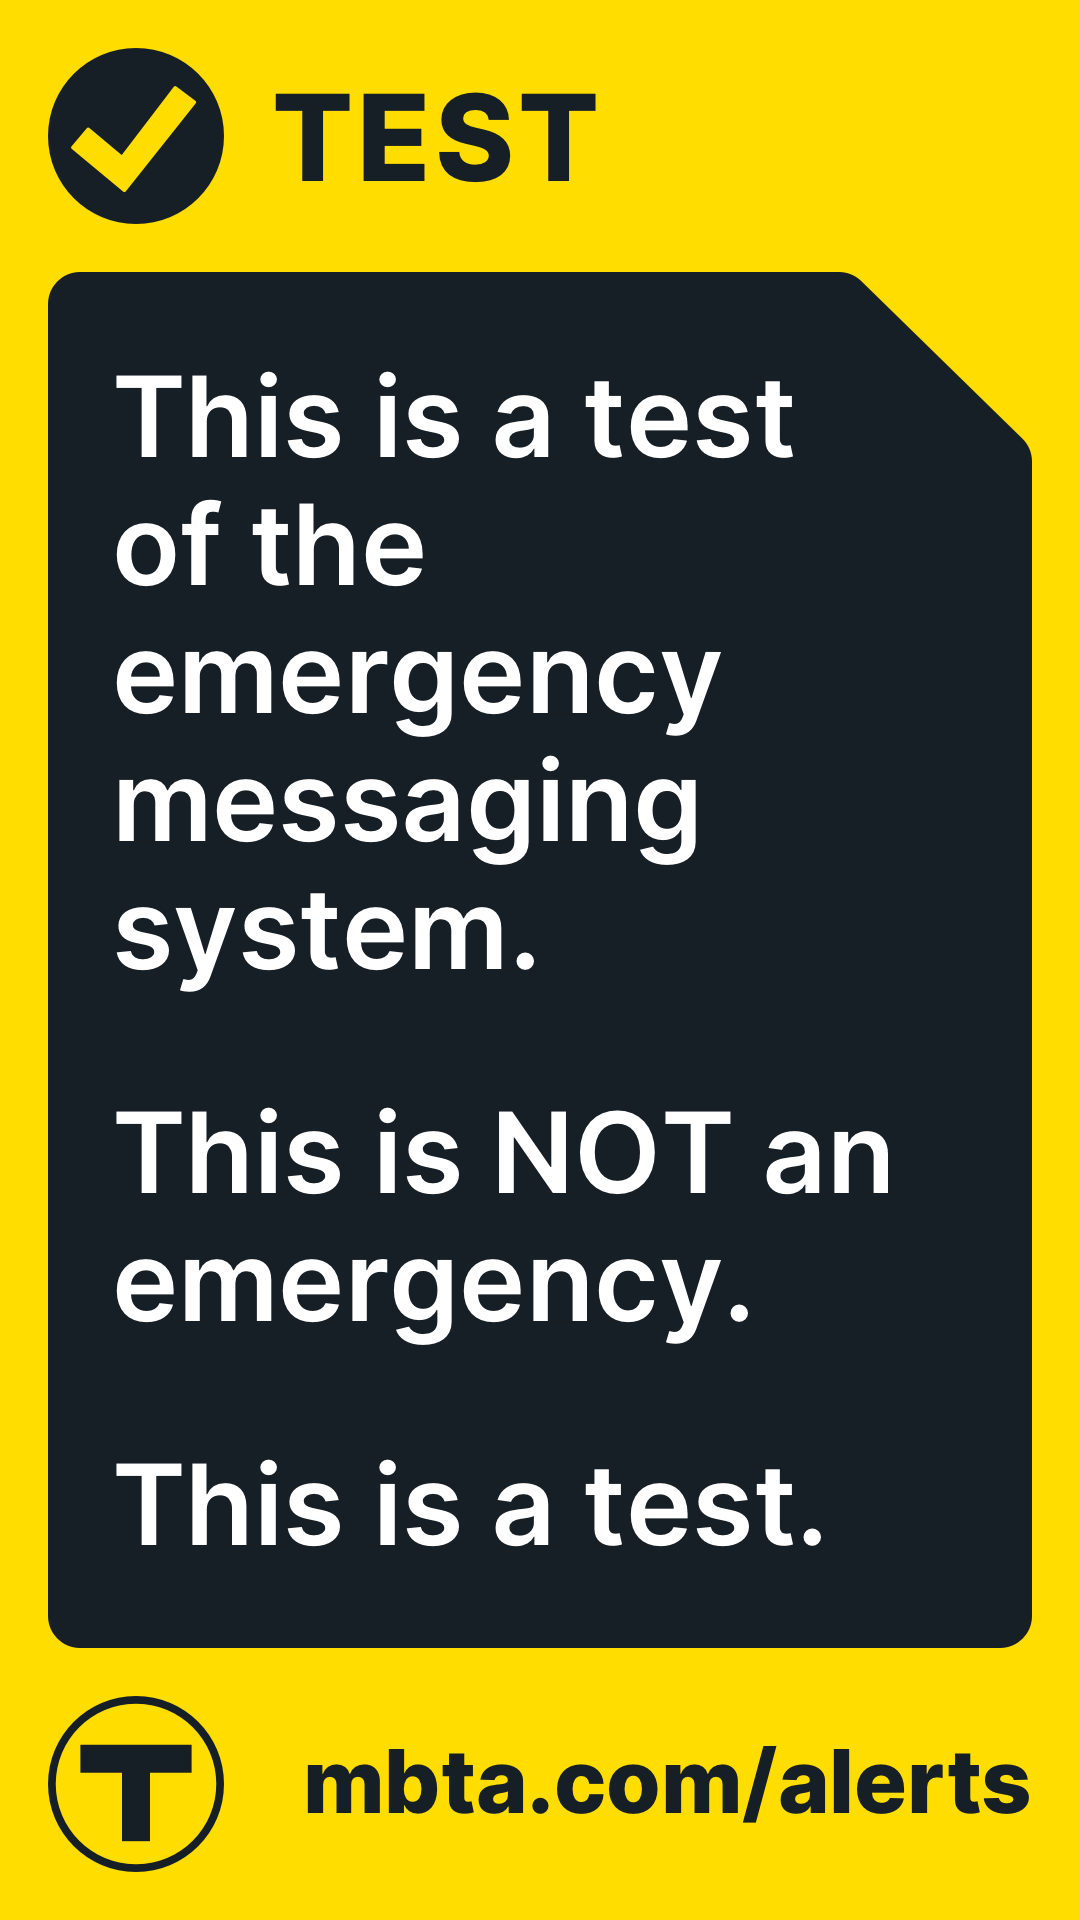 TEST
This is a test
of the
emergency
messaging
system.
This is NOT an
emergency.
This is a test.
T
mbta.com/alerts